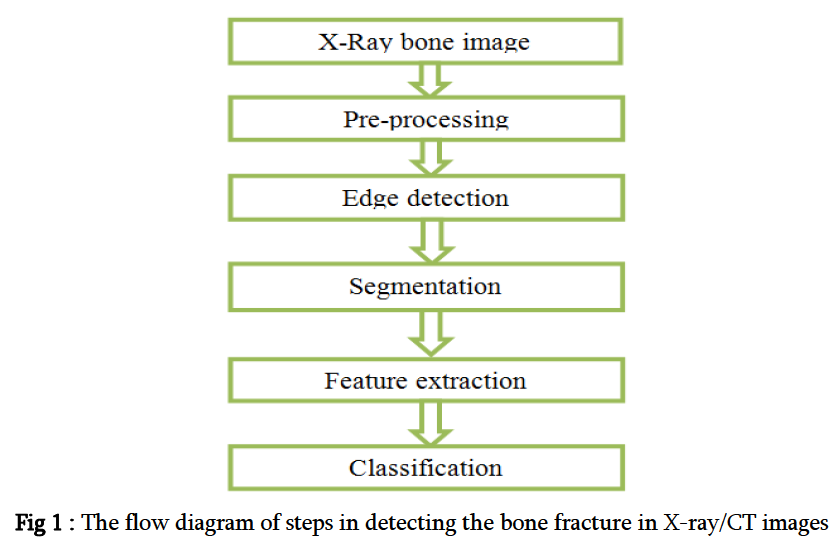 X-Ray bone image
Pre-processing
Edge detection
Segmentation
Feature extraction
Classification
Fig 1 : The flow diagram of steps in detecting the bone fracture in X-ray/CT images